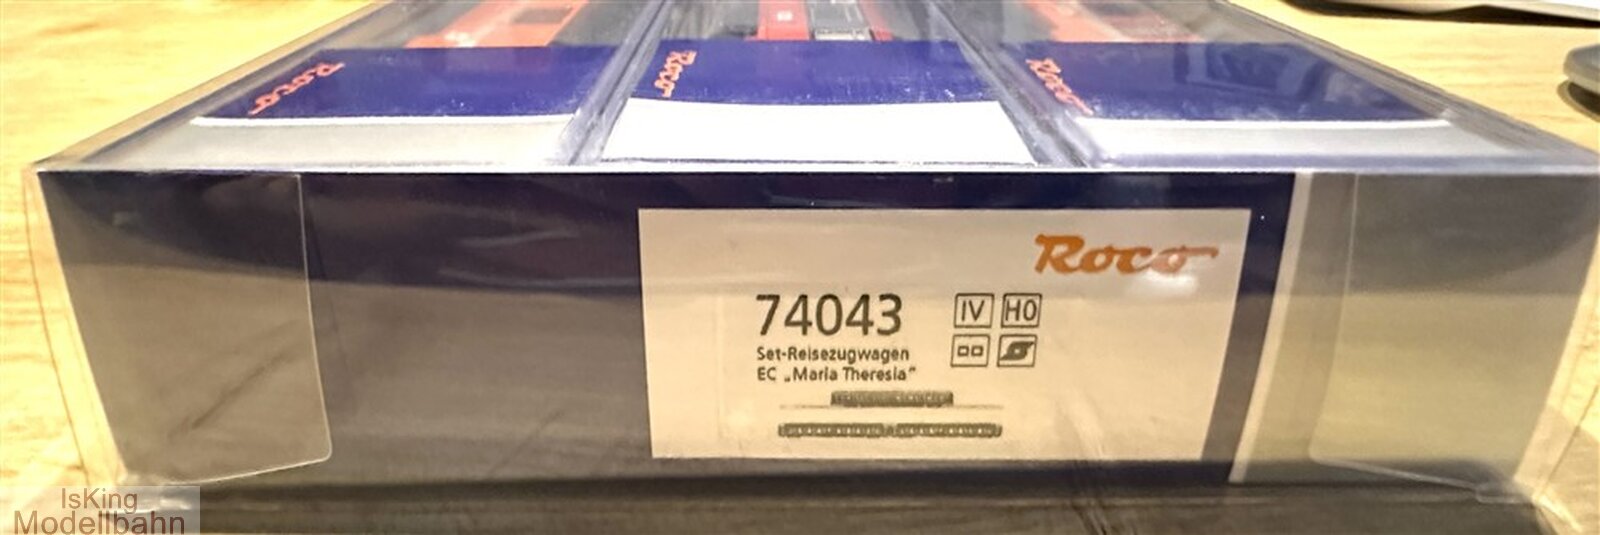 Roco
Roco
Roco
Roco
74043
IV
H0
Set-Reisezugwagen
EC „Maria Theresia“
IsKing
Modellbahn